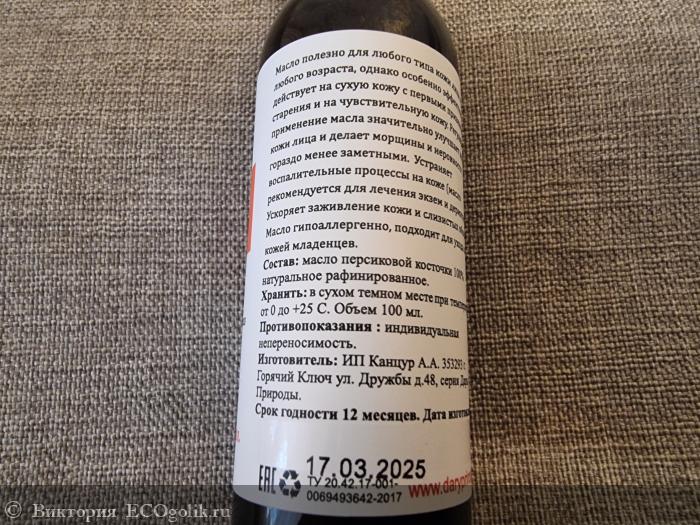 Масло полезно для любого типа кожи
любого возраста, однако особенно
действует на сухую кожу с первыми
старения и на чувствительную кожу.
применение масла значительно улучшает
кожи лица и делает морщины и
гораздо менее заметными. Устраняет
воспалительные процессы на коже (масло
рекомендуется для лечения экзем и
Ускоряет заживление кожи и слизистых
Масло гипоаллергенно, подходит для
кожей младенцев.
Состав: масло персиковой косточки 100%
натуральное рафинированное.
Хранить: в сухом темном месте при
от 0 до +25 С. Объем 100 мл.
Противопоказания : индивидуальная
непереносимость.
Изготовитель: ИП Канцур А.А. 353293 г
Горячий Ключ ул. Дружбы д.48, серия
Природы.
Срок годности 12 месяцев. Дата
17.03.2025
EAC
ТУ 20.42.17-001-
0069493642-2017
© Виктория ECOgolik.ru